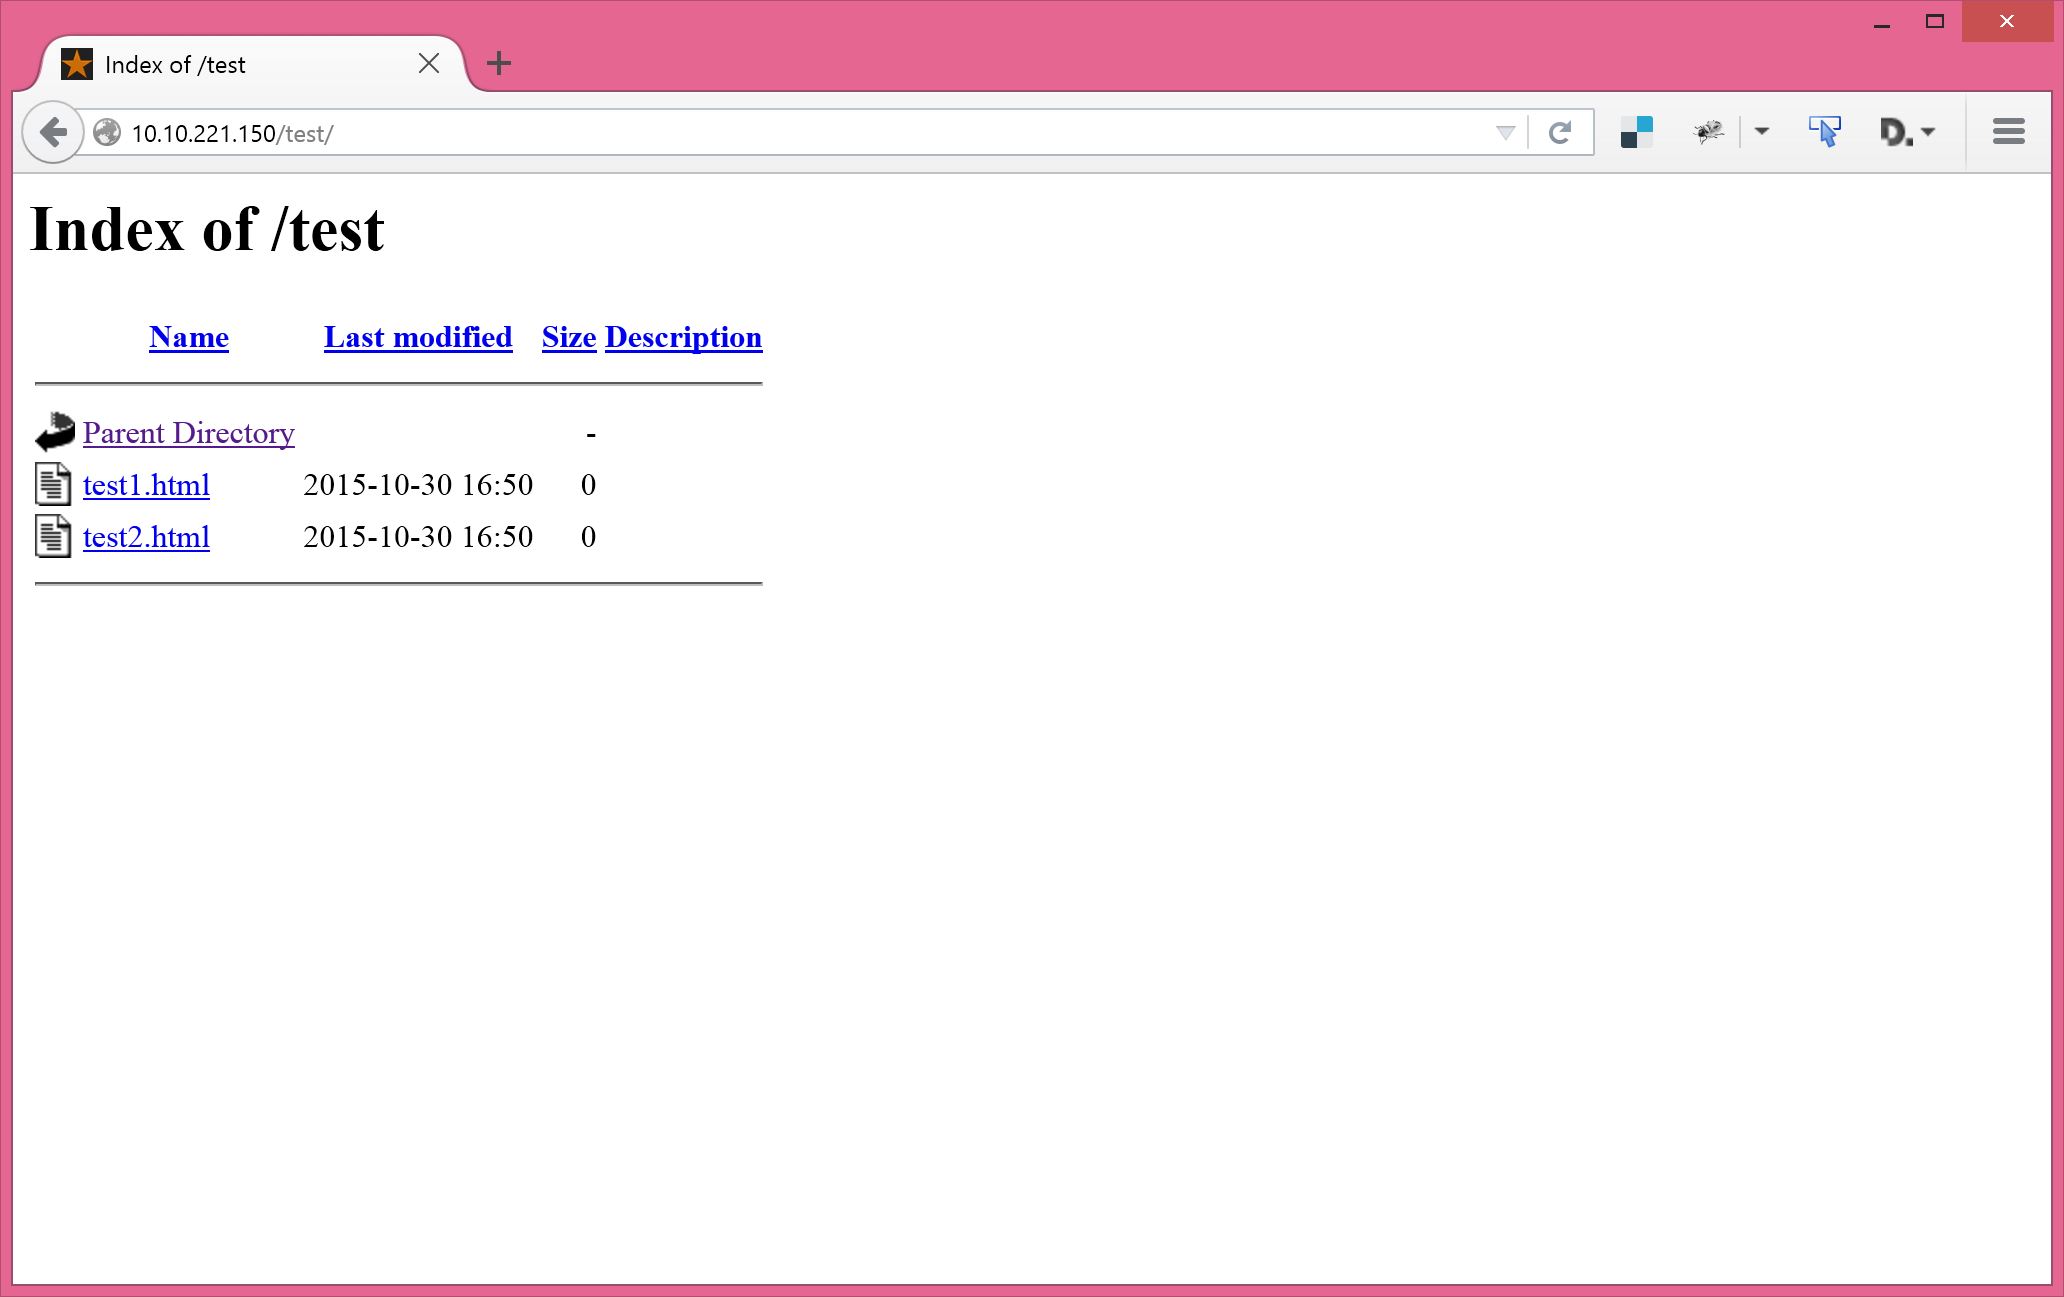 Index of /test
10.10.221.150/test/
D.
Index of /test
Name Last modified Size Description
Parent Directory -
test1.html 2015-10-30 16:50 0
test2.html 2015-10-30 16:50 0